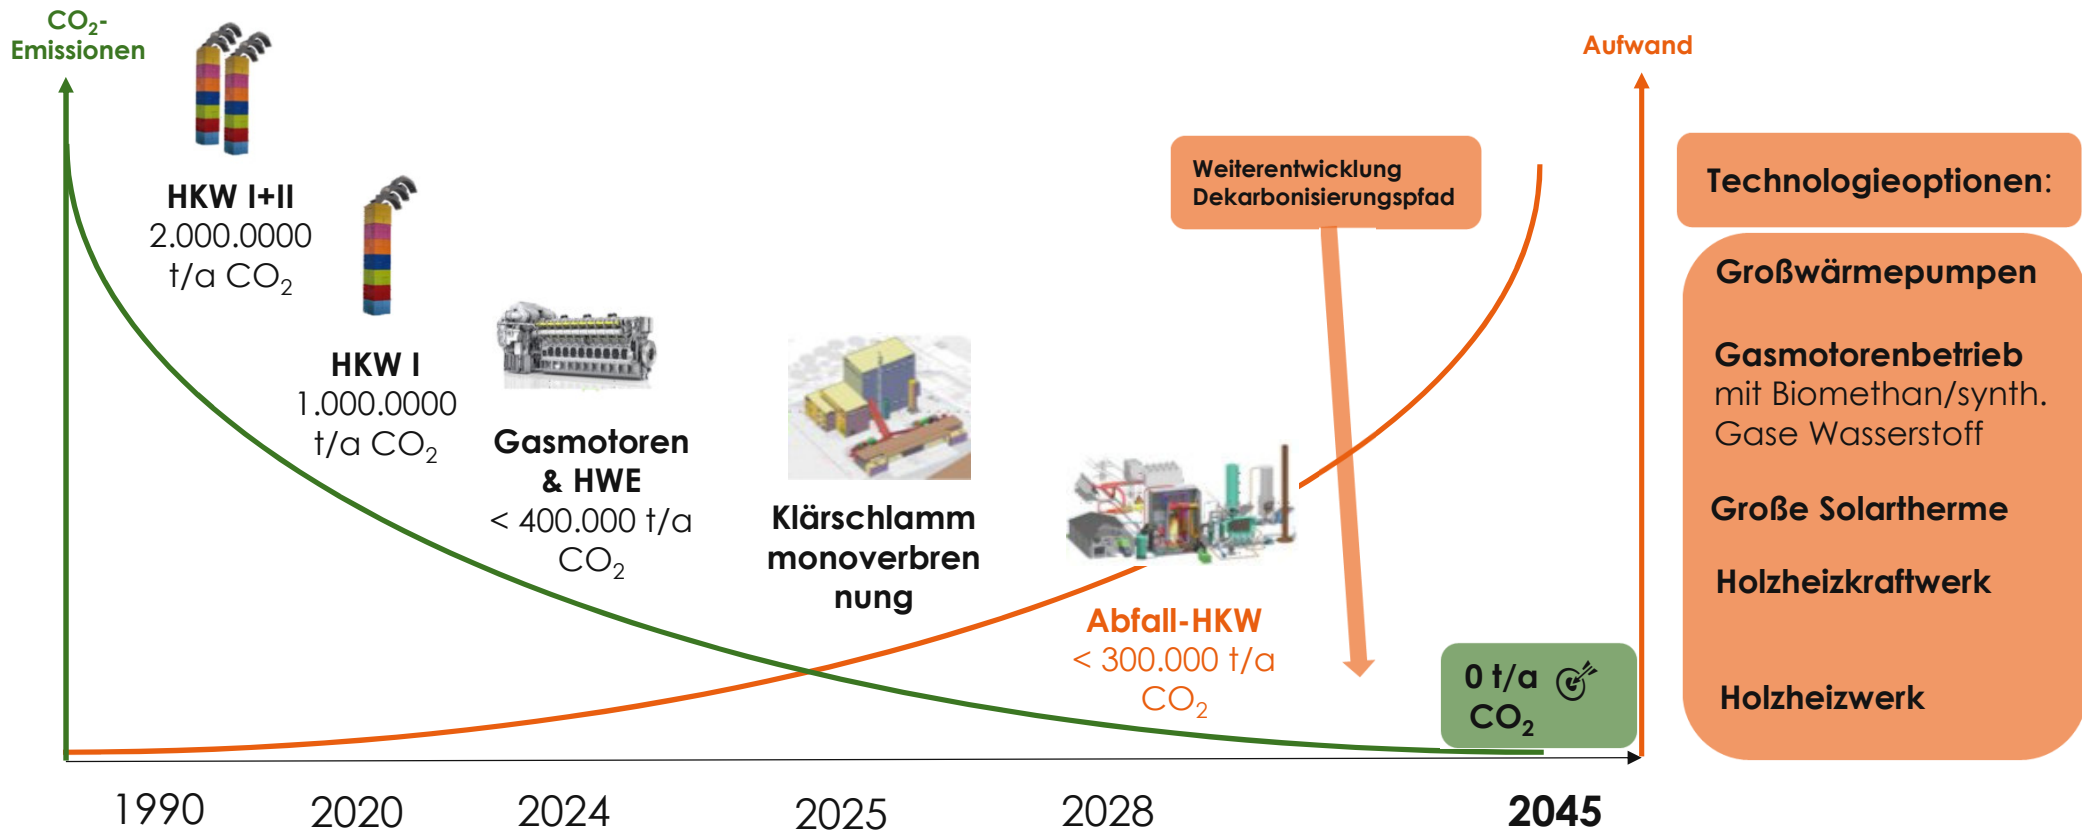 CO₂-
Emissionen
HKW I+II
2.000.0000
t/a CO₂
HKW I
1.000.0000
t/a CO₂
Gasmotoren
& HWE
< 400.000 t/a
CO₂
Klärschlamm
monoverbren
nung
Abfall-HKW
< 300.000 t/a
CO₂
Weiterentwicklung
Dekarbonisierungspfad
0 t/a
CO₂
Aufwand
Technologieoptionen:
Großwärmepumpen
Gasmotorenbetrieb
mit Biomethan/synth.
Gase Wasserstoff
Große Solartherme
Holzheizkraftwerk
Holzheizwerk
1990
2020
2024
2025
2028
2045